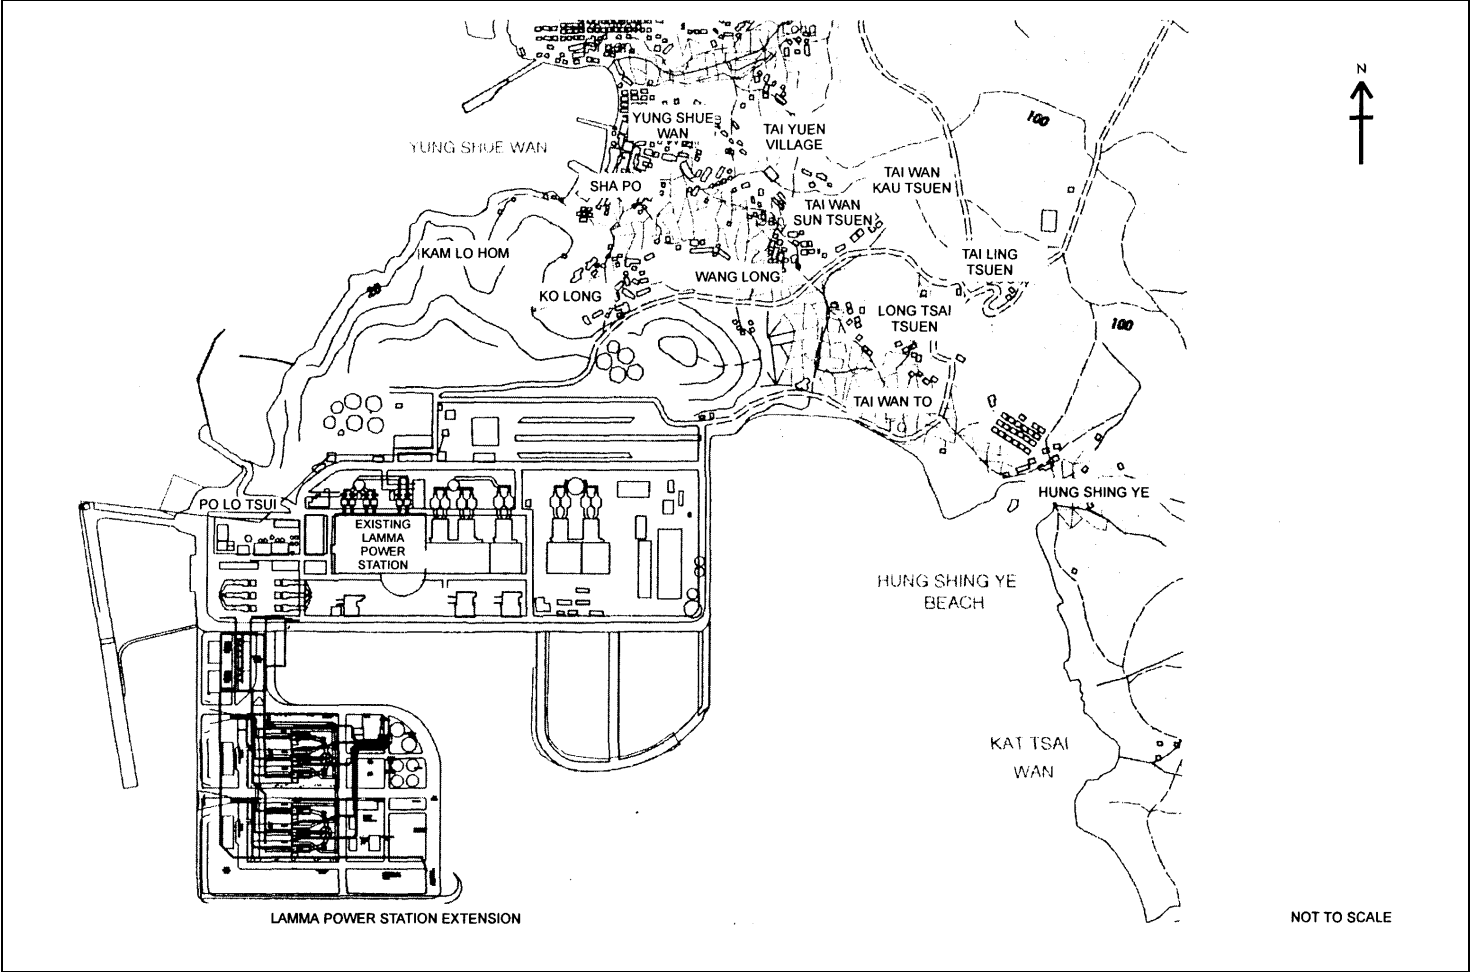 N
100
YUNG SHUE
WAN
TAI YUEN
VILLAGE
YUNG SHUE WAN
TAI WAN
KAU TSUEN
SHA PO
TAI WAN
SUN TSUEN
KAM LO HOM
TAI LING
TSUEN
WANG LONG
20
KO LONG
LONG TSAI
TSUEN
100
TAI WAN TO
HUNG SHING YE
PO LO TSUI
EXISTING
LAMMA
POWER
STATION
HUNG SHING YE
BEACH
KAT TSAI
WAN
LAMMA POWER STATION EXTENSION
NOT TO SCALE